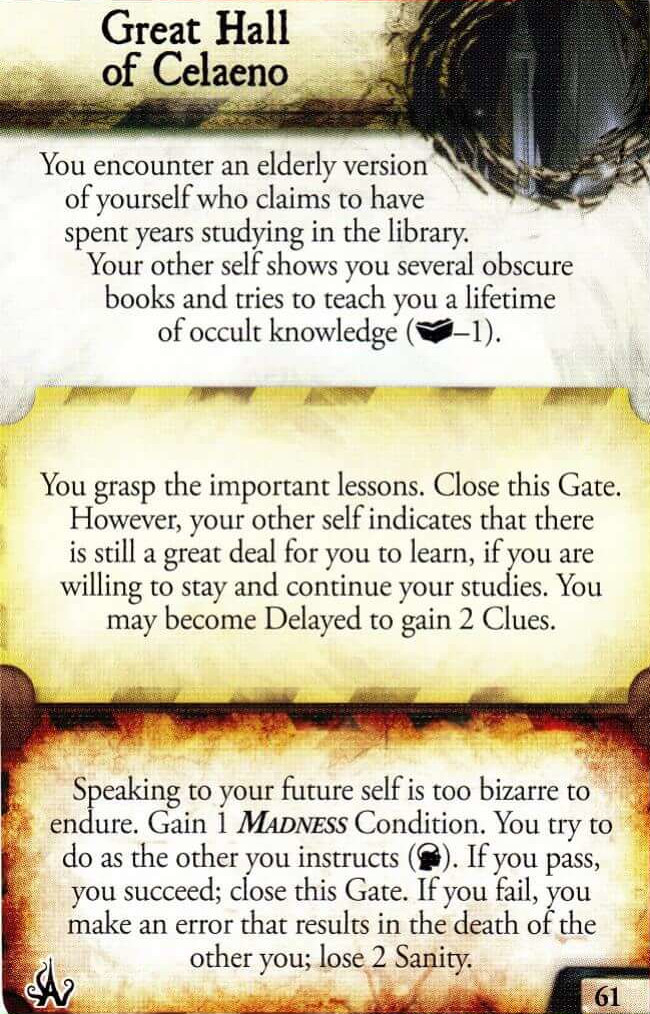 Great Hall
of Celaeno
You encounter an elderly version
of yourself who claims to have
spent years studying in the library.
Your other self shows you several obscure
books and tries to teach you a lifetime
of occult knowledge (–1).
You grasp the important lessons. Close this Gate.
However, your other self indicates that there
is still a great deal for you to learn, if you are
willing to stay and continue your studies. You
may become Delayed to gain 2 Clues.
Speaking to your future self is too bizarre to
endure. Gain 1 MADNESS Condition. You try to
do as the other you instructs (). If you pass,
you succeed; close this Gate. If you fail, you
make an error that results in the death of the
other you; lose 2 Sanity.
61